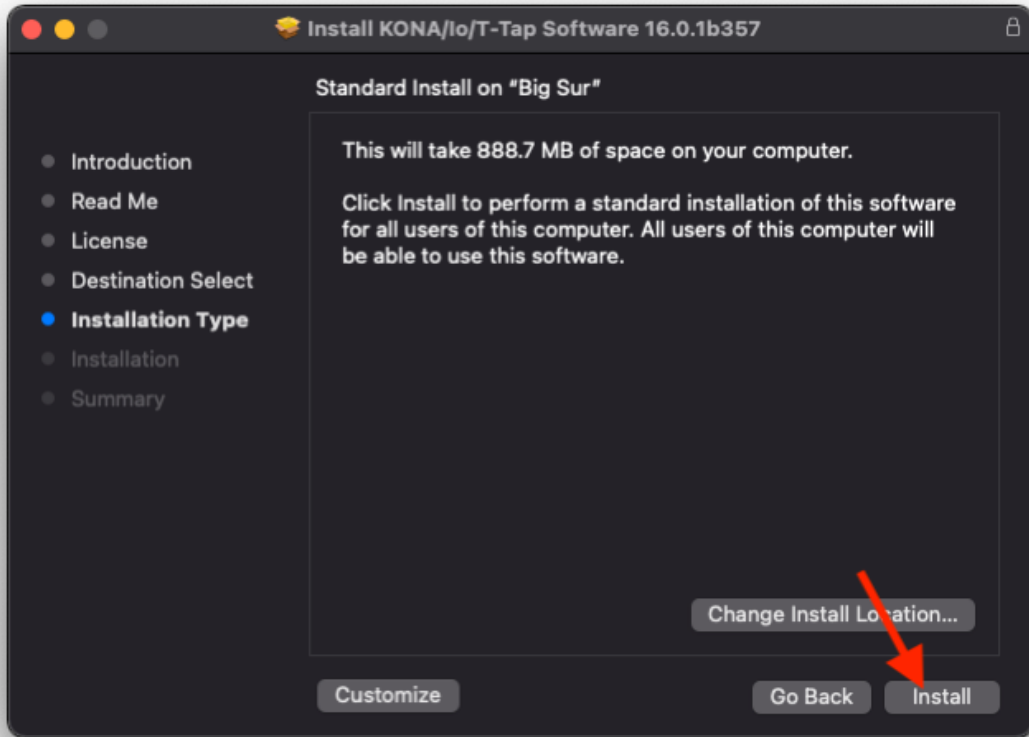 Install KONA/Io/T-Tap Software 16.0.1b357
Standard Install on “Big Sur”
Introduction
Read Me
License
Destination Select
Installation Type
Installation
Summary
This will take 888.7 MB of space on your computer.
Click Install to perform a standard installation of this software
for all users of this computer. All users of this computer will
be able to use this software.
Change Install Location...
Customize
Go Back
Install